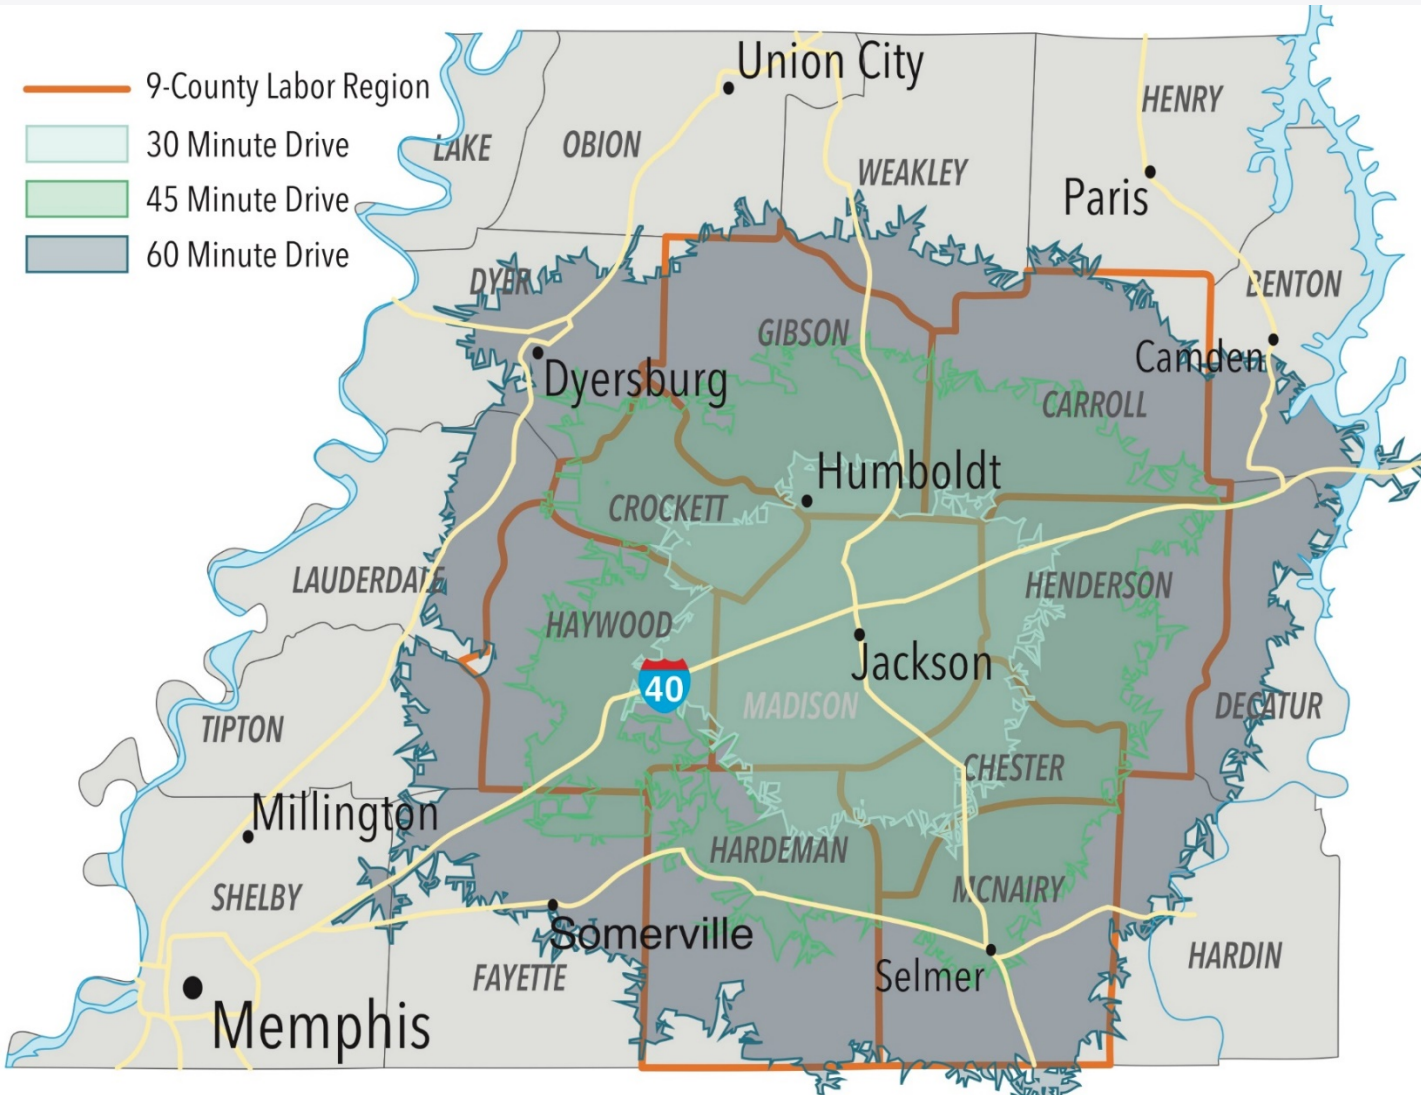 9-County Labor Region
30 Minute Drive
45 Minute Drive
60 Minute Drive
Union City
HENRY
LAKE
OBION
WEAKLEY
Paris
DYER
BENTON
GIBSON
Camden
Dyersburg
CARROLL
Humboldt
CROCKETT
LAUDERDALE
HENDERSON
HAYWOOD
Jackson
40
MADISON
DECATUR
TIPTON
CHESTER
Millington
HARDEMAN
SHELBY
MCNAIRY
Somerville
HARDIN
FAYETTE
Selmer
Memphis